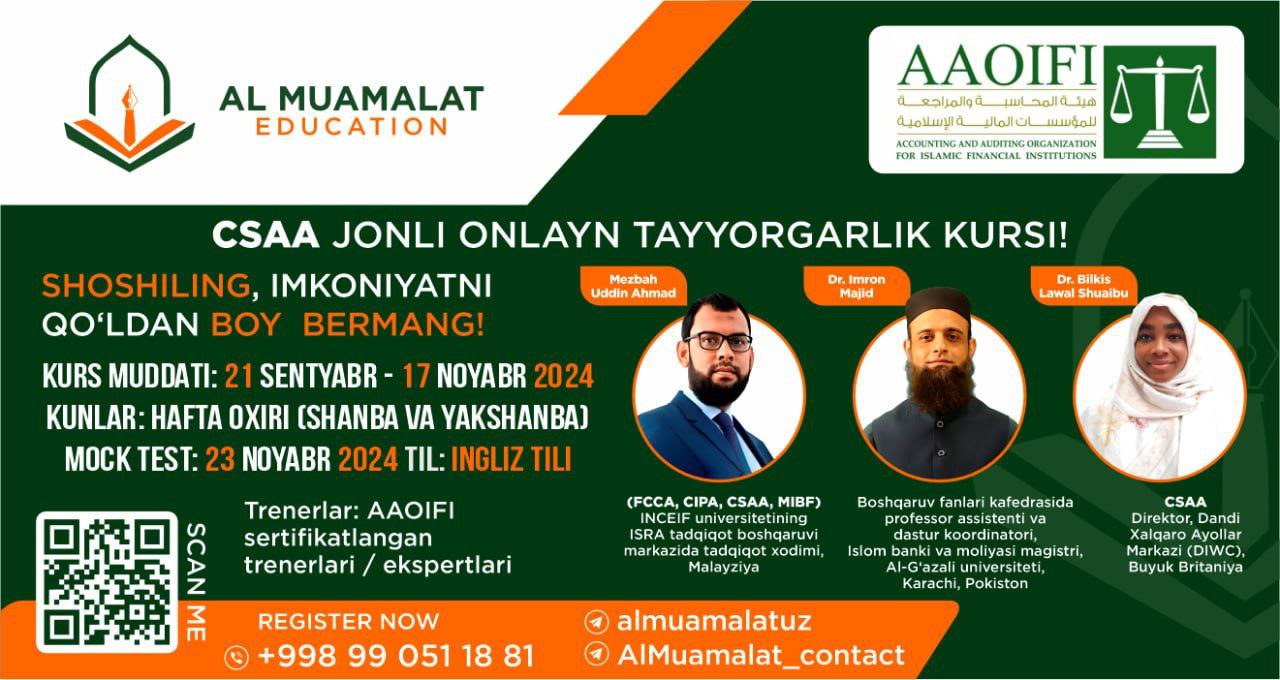 AL MUAMALAT
EDUCATION
AAOIFI
هيئة المحاسبة والمراجعة
للمؤسسات المالية الإسلامية
ACCOUNTING AND AUDITING ORGANIZATION
FOR ISLAMIC FINANCIAL INSTITUTIONS
CSAA JONLI ONLAYN TAYYORGARLIK KURSI!
SHOSHILING, IMKONIYATNI
QO‘LDAN BOY BERMANG!
KURS MUDDATI: 21 SENTYABR - 17 NOYABR 2024
KUNLAR: HAFTA OXIRI (SHANBA VA YAKSHANBA)
MOCK TEST: 23 NOYABR 2024 TIL: INGLIZ TILI
Trenerlar: AAOIFI
sertifikatlangan
trenerlari / ekspertlari
SCAN ME
Mezbah
Uddin Ahmad
(FCCA, CIPA, CSAA, MIBF)
INCEIF universitetining
ISRA tadqiqot boshqaruvi
markazida tadqiqot xodimi,
Malayziya
Dr. Imron
Majid
Boshqaruv fanlari kafedrasida
professor assistenti va
dastur koordinatori,
Islom banki va moliyasi magistri,
Al-G‘azali universiteti,
Karachi, Pokiston
Dr. Bilkis
Lawal Shuaibu
CSAA
Direktor, Dandi
Xalqaro Ayollar
Markazi (DIWC),
Buyuk Britaniya
REGISTER NOW
+998 99 051 18 81
almuamalatuz
AlMuamalat_contact